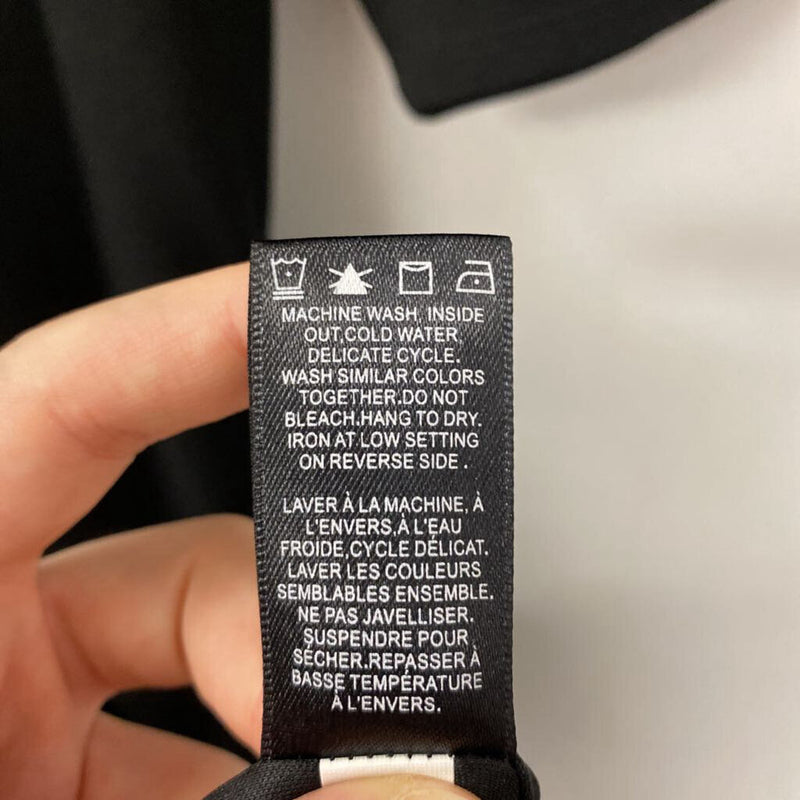 MACHINE WASH, INSIDE
OUT.COLD WATER,
DELICATE CYCLE.
WASH SIMILAR COLORS
TOGETHER.DO NOT
BLEACH.HANG TO DRY.
IRON AT LOW SETTING
ON REVERSE SIDE .
LAVER À LA MACHINE, À
L'ENVERS,À L'EAU
FROIDE,CYCLE DÉLICAT.
LAVER LES COULEURS
SEMBLABLES ENSEMBLE.
NE PAS JAVELLISER.
SUSPENDRE POUR
SÉCHER.REPASSER À
BASSE TEMPÉRATURE
À L'ENVERS.